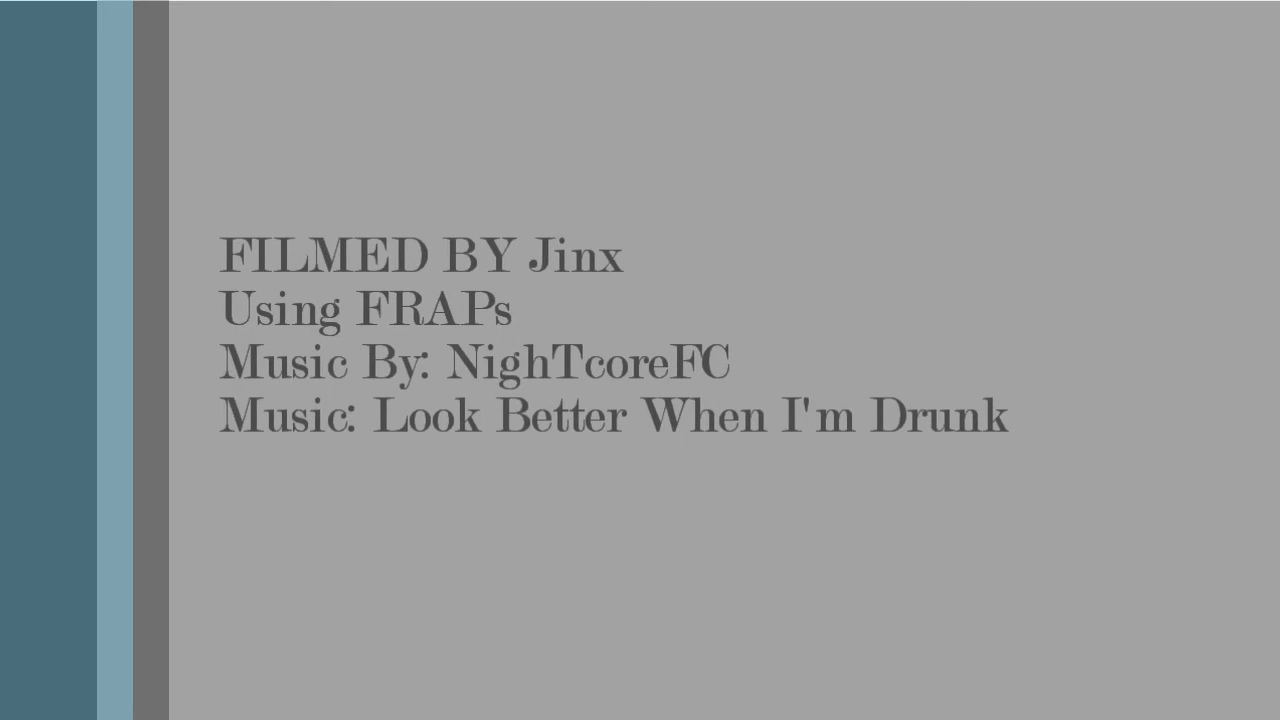 FILMED BY Jinx
Using FRAPs
Music By: NighTcoreFC
Music: Look Better When I'm Drunk